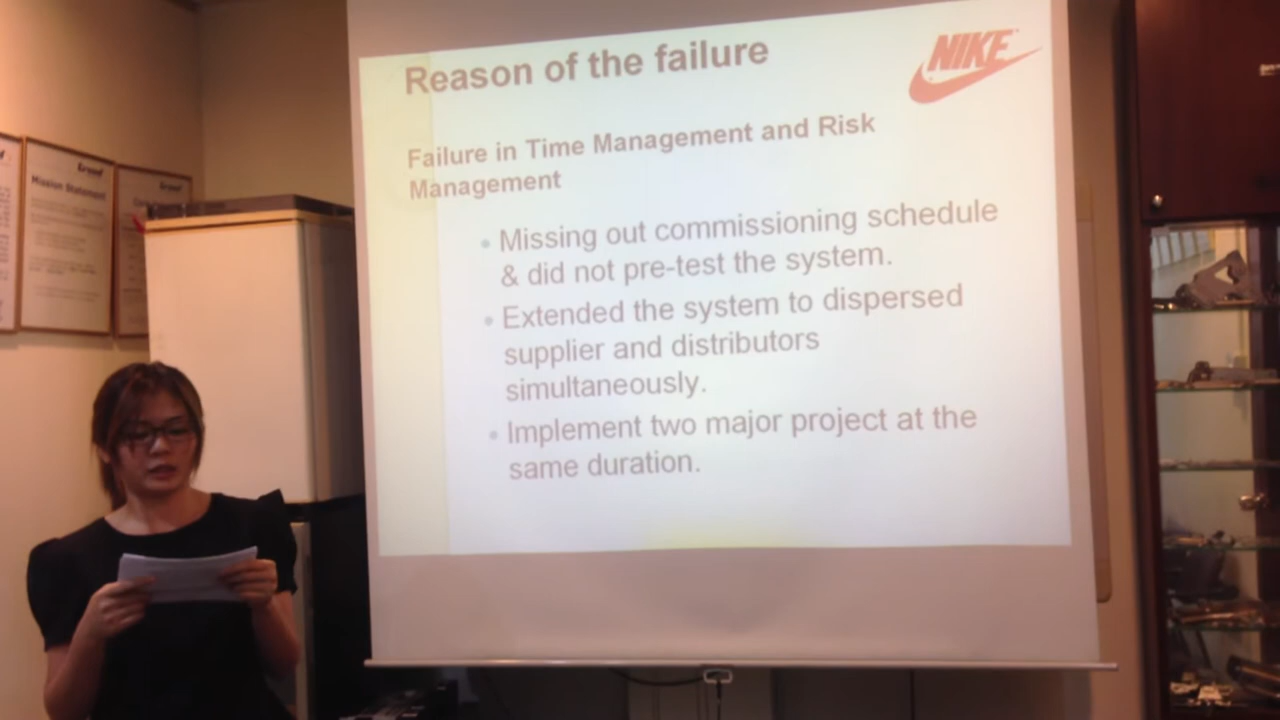 Reason of the failure
NIKE
Failure in Time Management and Risk
Management
Missing out commissioning schedule
& did not pre-test the system.
Extended the system to dispersed
supplier and distributors
simultaneously.
Implement two major project at the
same duration.
Mission Statement